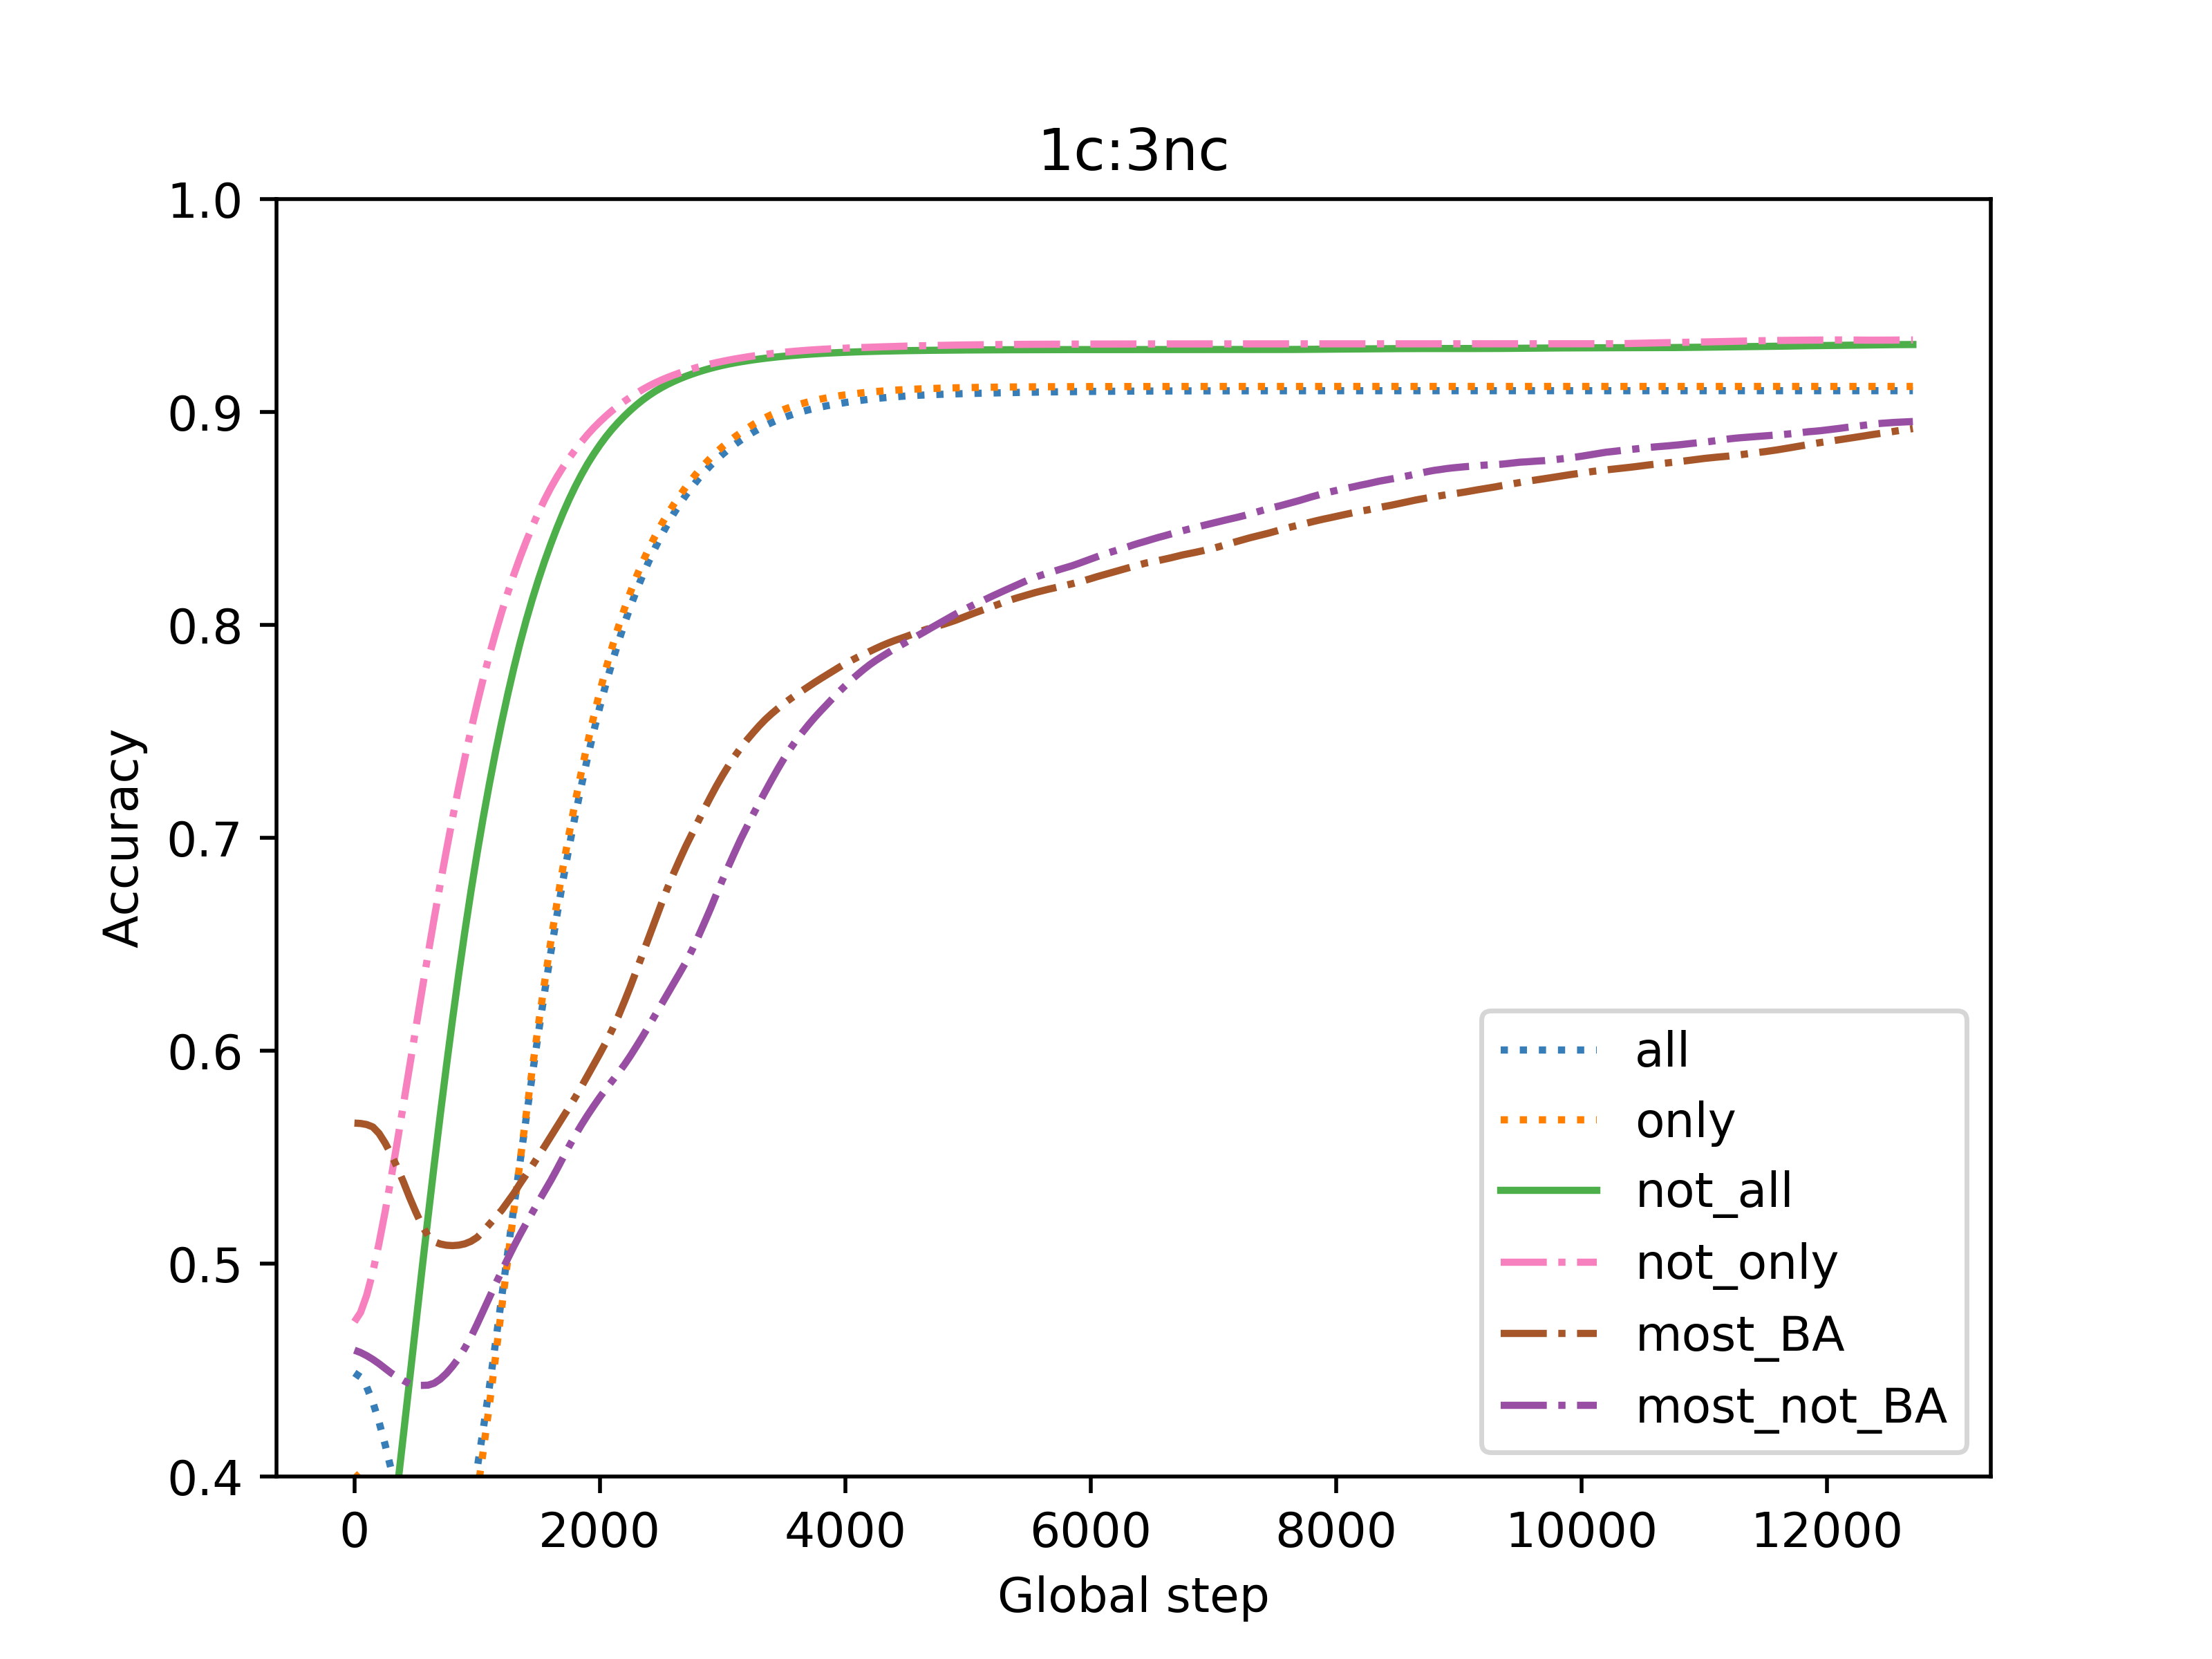 1c:3nc
1.0
0.9
0.8
0.7
0.6
0.5
0.4
Accuracy
0 2000 4000 6000 8000 10000 12000
Global step
all
only
not_all
not_only
most_BA
most_not_BA